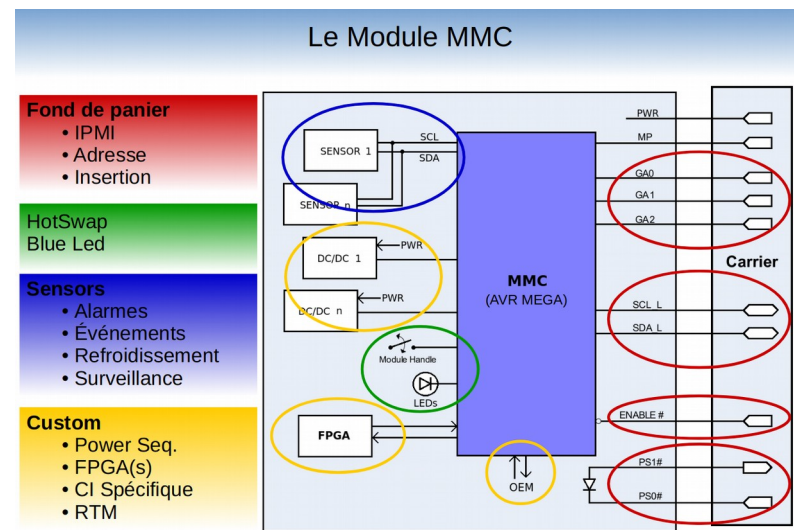 Le Module MMC
Fond de panier
• IPMI
• Adresse
• Insertion
HotSwap
Blue Led
Sensors
• Alarmes
• Événements
• Refroidissement
• Surveillance
Custom
• Power Seq.
• FPGA(s)
• CI Spécifique
• RTM
SENSOR 1
SCL
SDA
SENSOR n
DC/DC 1
PWR
DC/DC n
PWR
Module Handle
LEDs
FPGA
MMC
(AVR MEGA)
OEM
PWR
MP
GA0
GA1
GA2
Carrier
SCL_L
SDA_L
ENABLE #
PS1#
PS0#